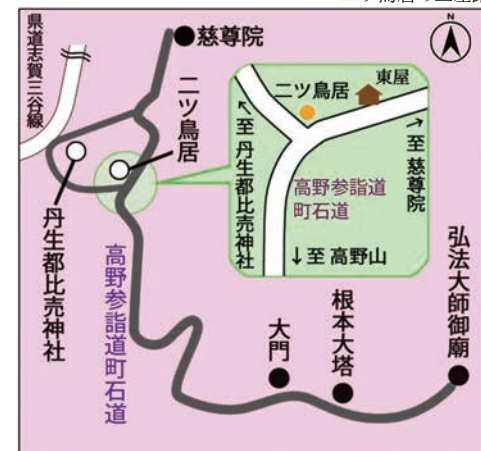 N
県道志賀三谷線
慈尊院
二ツ鳥居
丹生都比売神社
高野参詣道町石道
二ツ鳥居
東屋
↖至 丹生都比売神社
↗至 慈尊院
高野参詣道
町石道
↓至 高野山
大門
根本大塔
弘法大師御廟